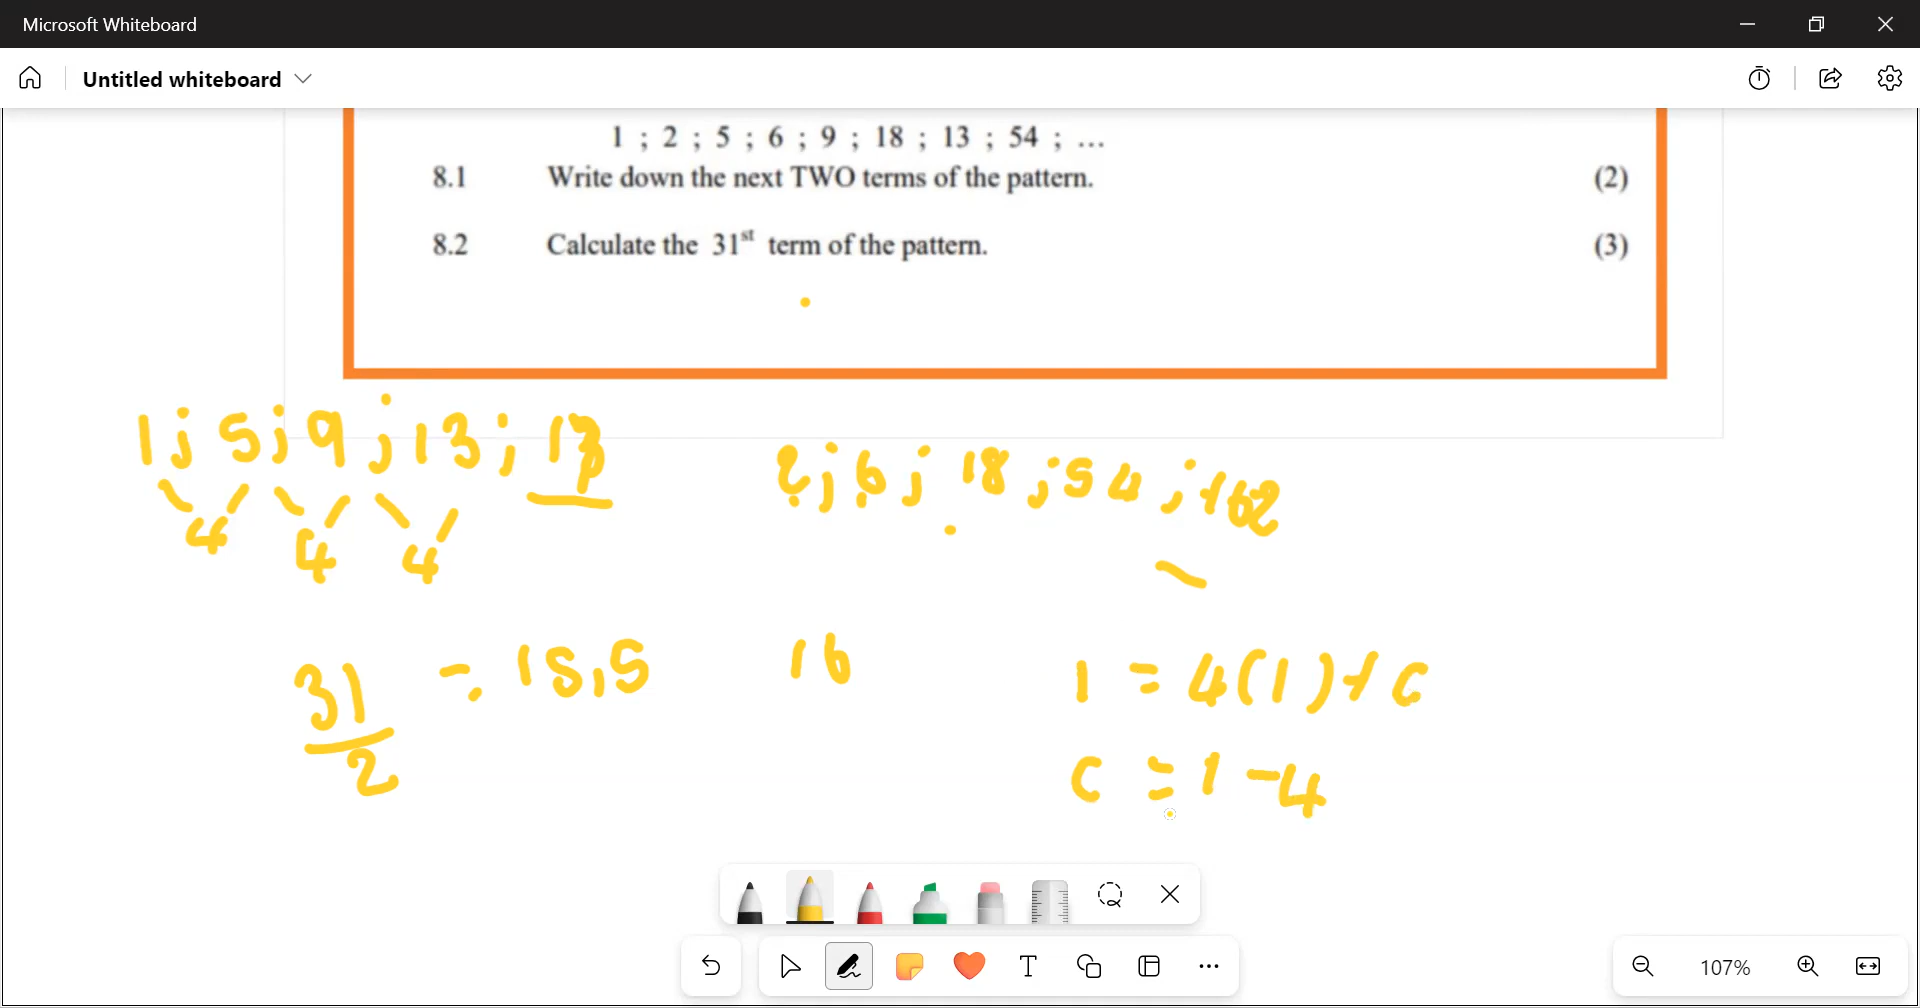 Microsoft Whiteboard
Untitled whiteboard
1 ; 2 ; 5 ; 6 ; 9 ; 18 ; 13 ; 54 ; ...
8.1 Write down the next TWO terms of the pattern. (2)
8.2 Calculate the 31st term of the pattern. (3)
1 ; 5 ; 9 ; 13 ; 17
2 ; 6 ; 18 ; 54 ; 162
4 4 4
31/2 = 15,5 16 1 = 4(1) + c
c = 1 - 4
T
107%